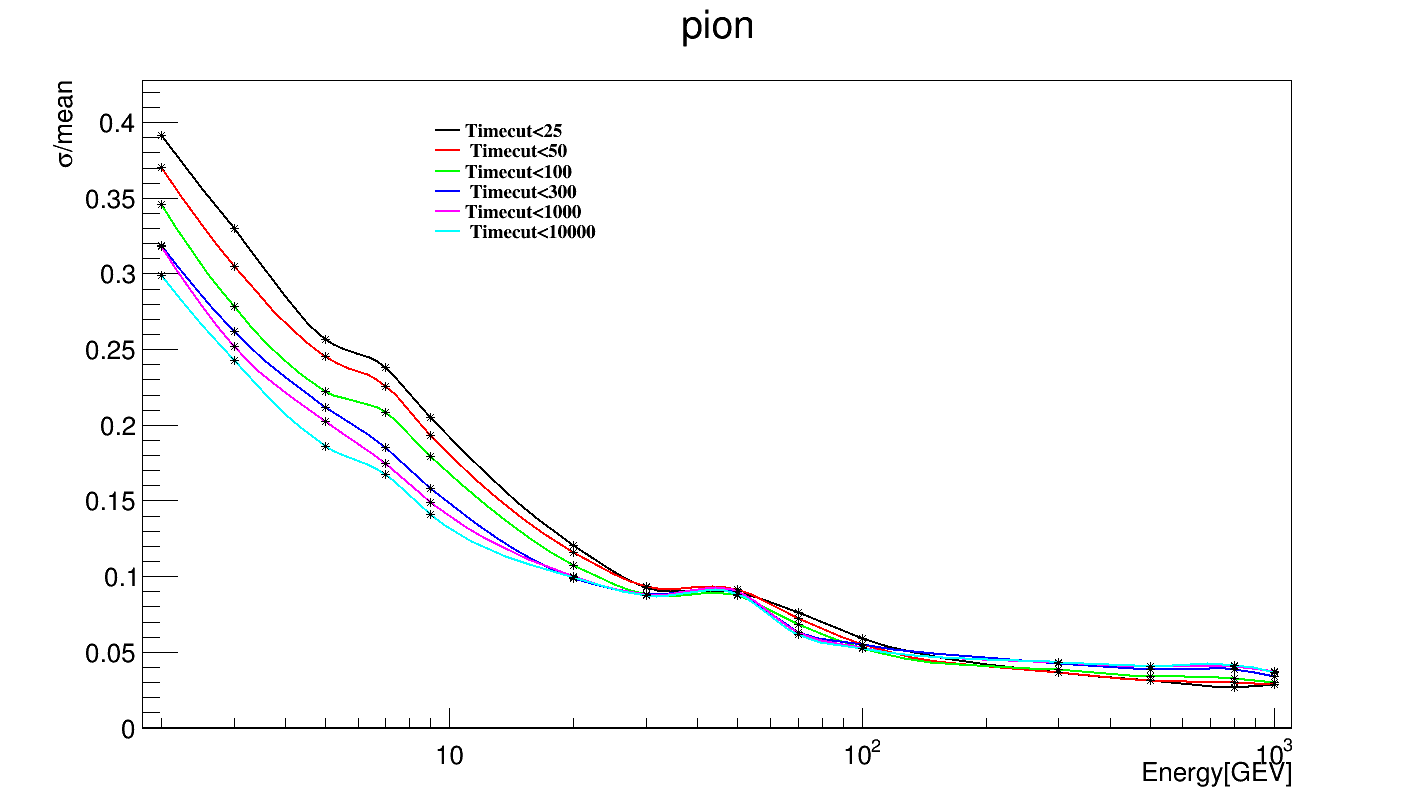 pion
σ/mean
0.4
0.35
0.3
0.25
0.2
0.15
0.1
0.05
0
Timecut<25
Timecut<50
Timecut<100
Timecut<300
Timecut<1000
Timecut<10000
10 10² 10³
Energy[GEV]